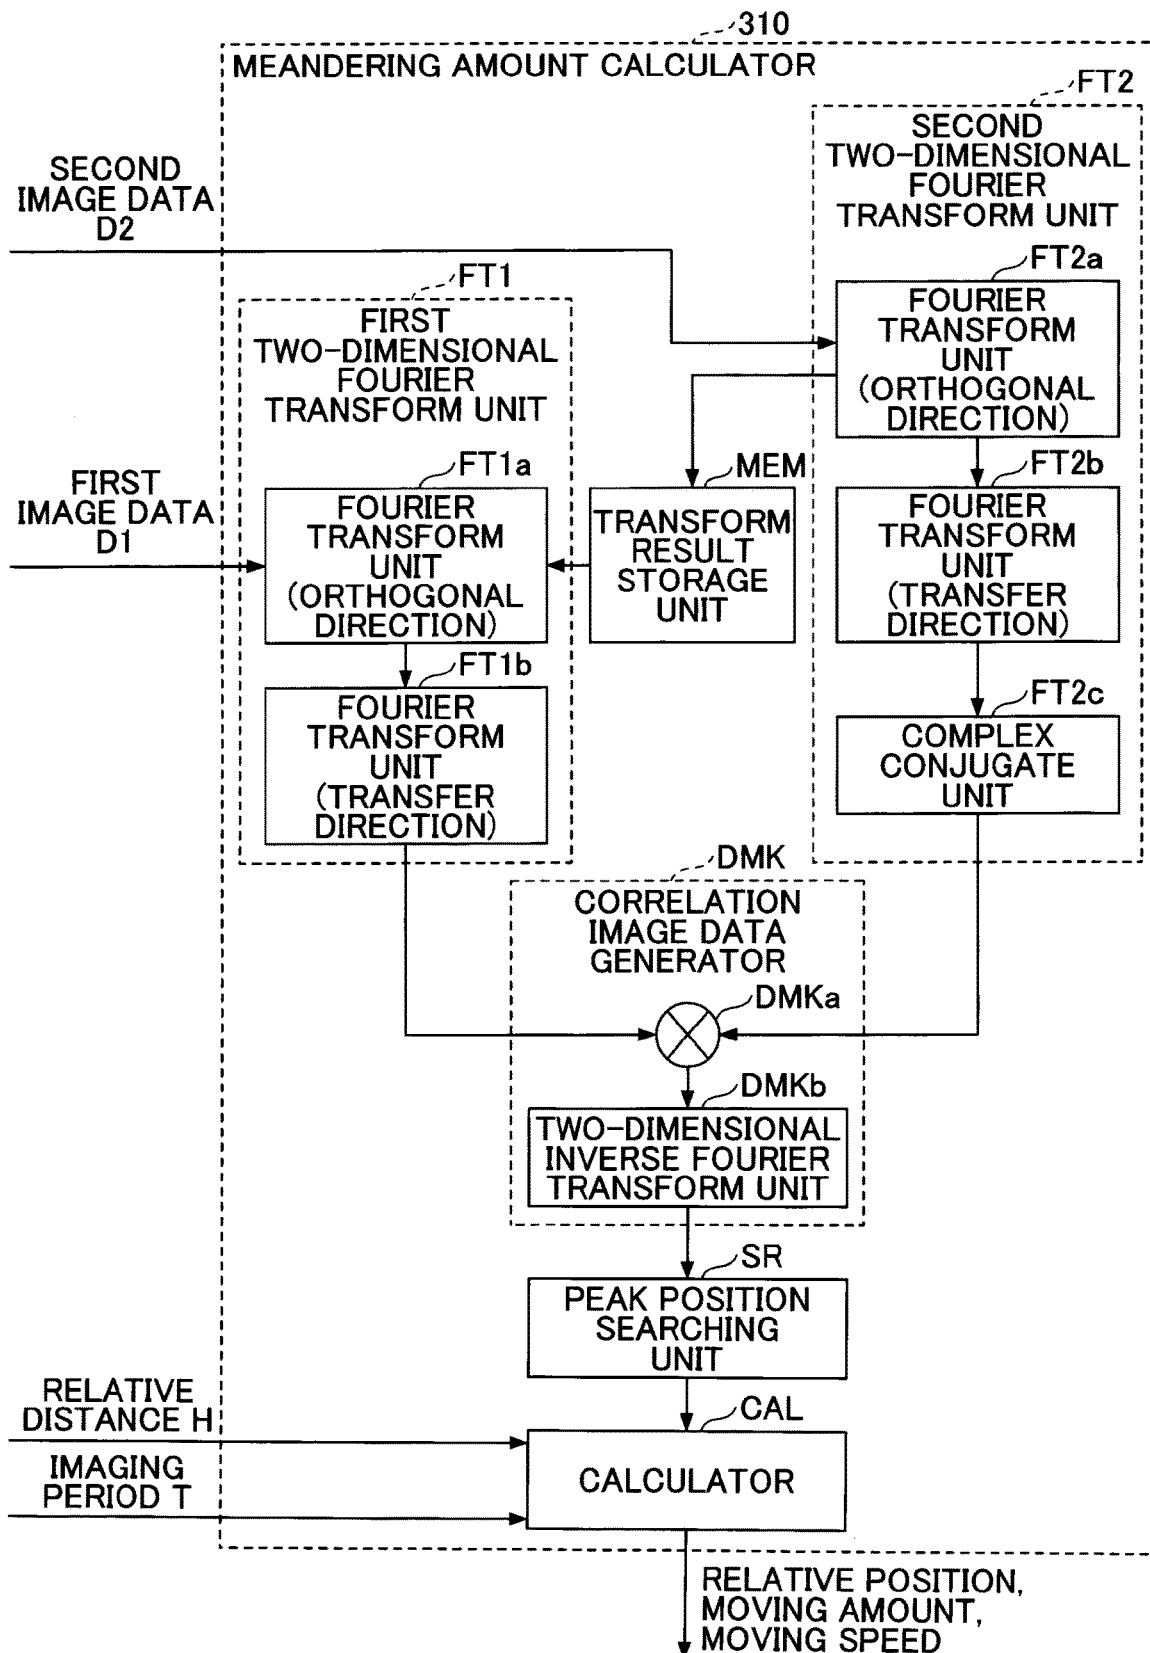 310
MEANDERING AMOUNT CALCULATOR
FT2
SECOND
TWO-DIMENSIONAL
FOURIER
TRANSFORM UNIT
SECOND
IMAGE DATA
D2
FT1
FIRST
TWO-DIMENSIONAL
FOURIER
TRANSFORM UNIT
FT2a
FOURIER
TRANSFORM
UNIT
(ORTHOGONAL
DIRECTION)
FIRST
IMAGE DATA
D1
FT1a
FOURIER
TRANSFORM
UNIT
(ORTHOGONAL
DIRECTION)
MEM
TRANSFORM
RESULT
STORAGE
UNIT
FT2b
FOURIER
TRANSFORM
UNIT
(TRANSFER
DIRECTION)
FT1b
FOURIER
TRANSFORM
UNIT
(TRANSFER
DIRECTION)
FT2c
COMPLEX
CONJUGATE
UNIT
DMK
CORRELATION
IMAGE DATA
GENERATOR
DMKa
DMKb
TWO-DIMENSIONAL
INVERSE FOURIER
TRANSFORM UNIT
SR
PEAK POSITION
SEARCHING
UNIT
RELATIVE
DISTANCE H
IMAGING
PERIOD T
CAL
CALCULATOR
RELATIVE POSITION,
MOVING AMOUNT,
MOVING SPEED